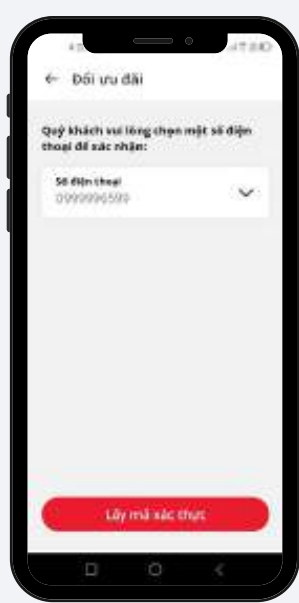 ← Đổi ưu đãi
Quý khách vui lòng chọn một số điện
thoại để xác nhận:
Số điện thoại
0999996599
Lấy mã xác thực